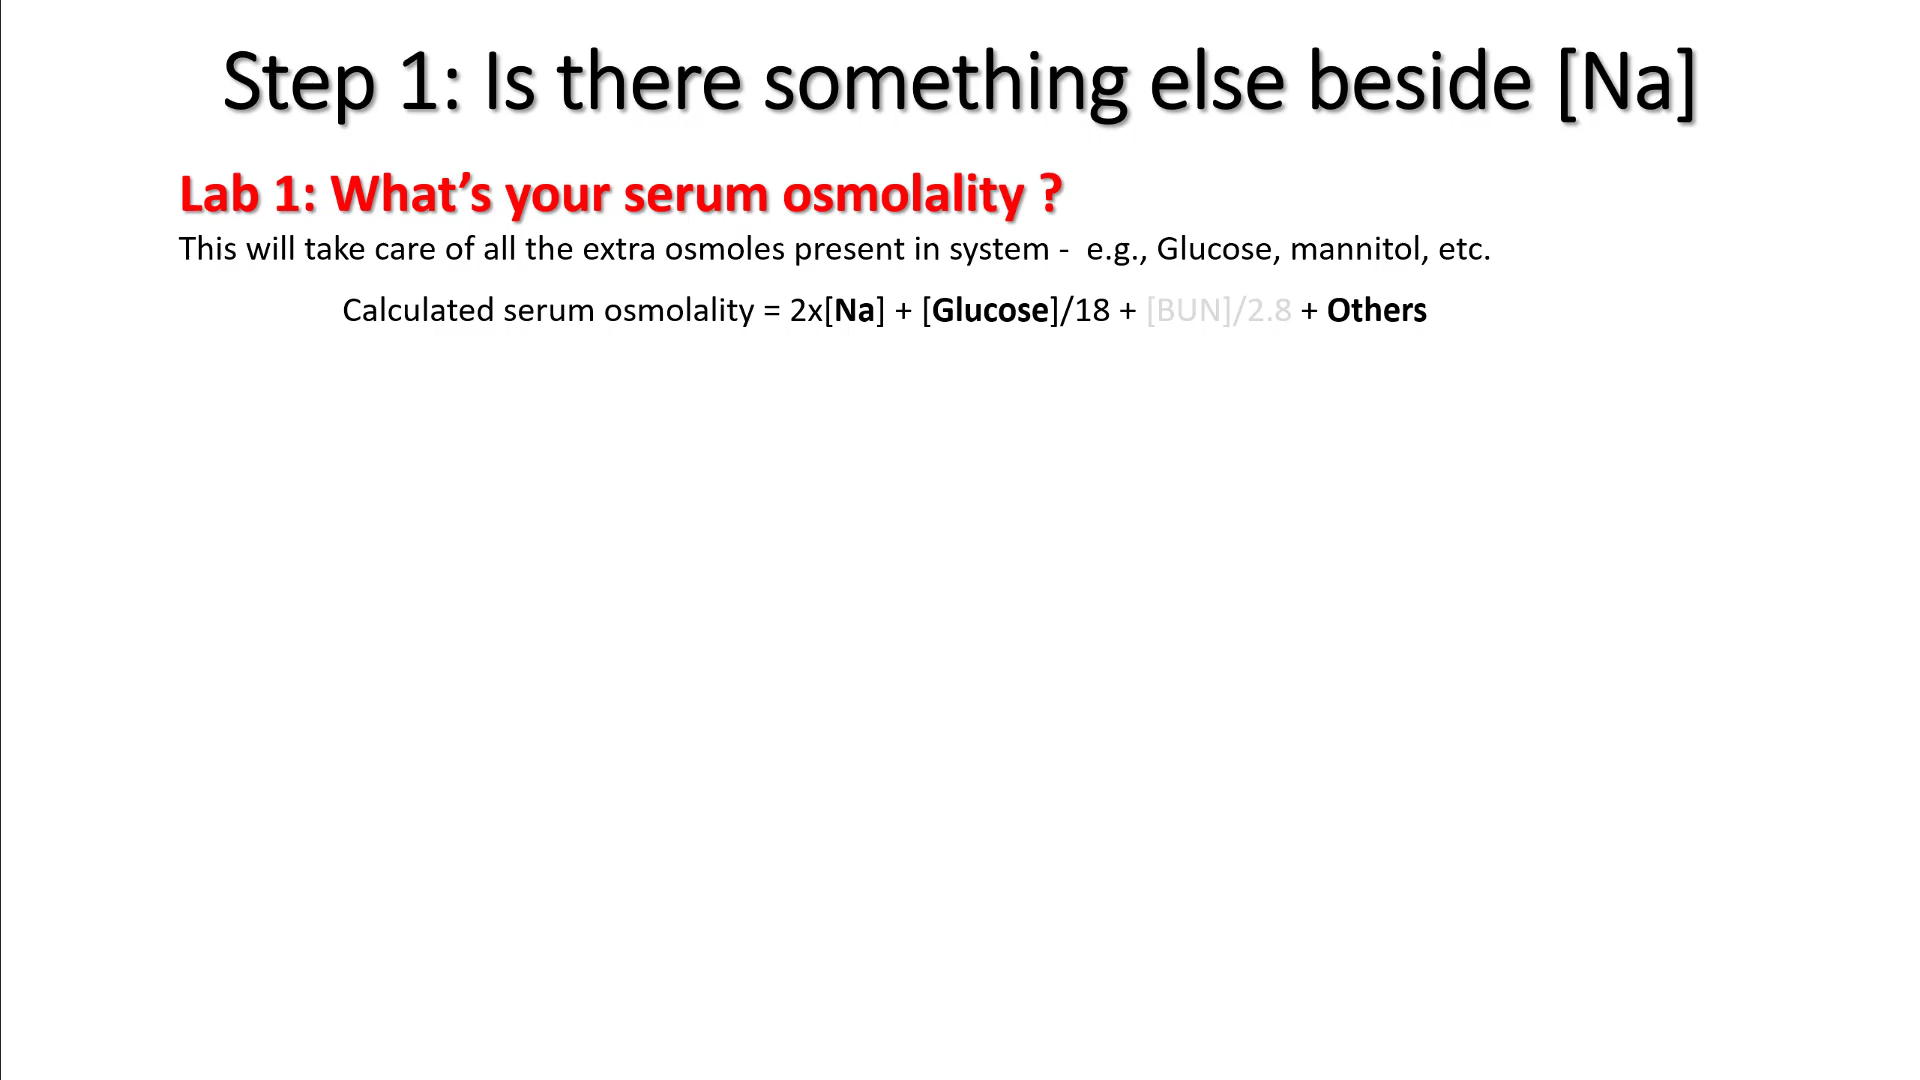 Step 1: Is there something else beside [Na]
Lab 1: What’s your serum osmolality ?
This will take care of all the extra osmoles present in system -  e.g., Glucose, mannitol, etc.
Calculated serum osmolality = 2x[Na] + [Glucose]/18 + [BUN]/2.8 + Others